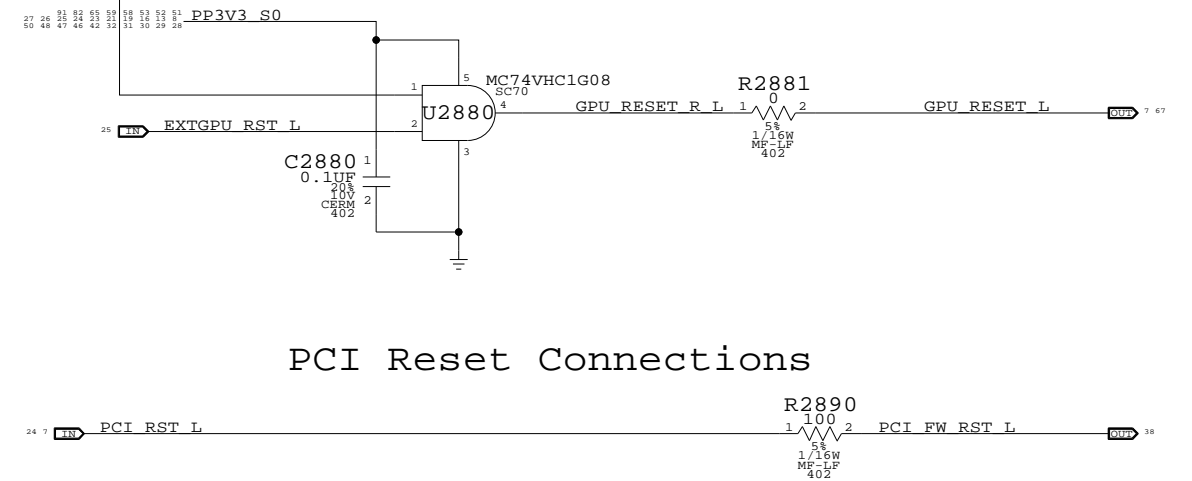 91 82 65 59 58 53 52 51
27 26 25 24 23 21 19 16 13 8
50 48 47 46 42 32 31 30 29 28
PP3V3_S0
5
MC74VHC1G08
SC70
1
U2880
4
GPU_RESET_R_L
R2881
0
1
2
5%
1/16W
MF-LF
402
GPU_RESET_L
OUT
7 67
25
IN
EXTGPU_RST_L
2
3
C2880
1
0.1UF
20%
10V
CERM
402
2
PCI Reset Connections
24 7
IN
PCI_RST_L
R2890
100
1
2
5%
1/16W
MF-LF
402
PCI_FW_RST_L
OUT
38